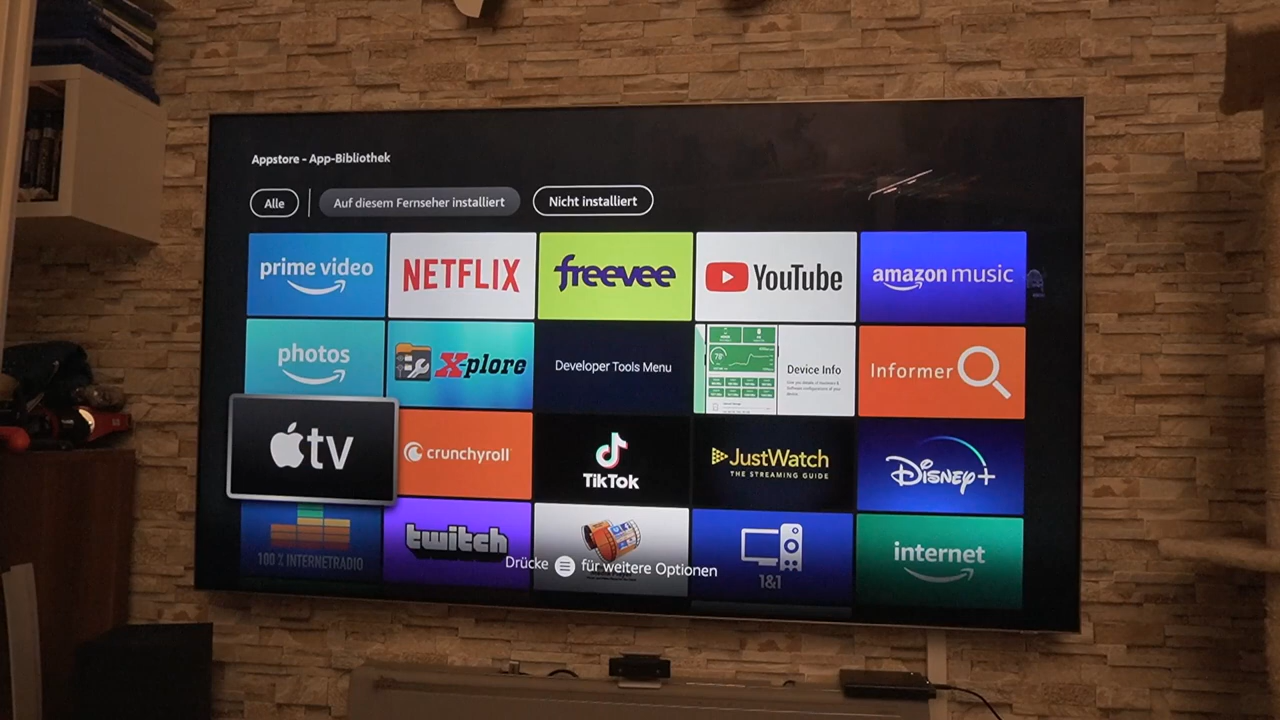 Appstore - App-Bibliothek
Alle
Auf diesem Fernseher installiert
Nicht installiert
prime video
NETFLIX
freevee
YouTube
amazon music
photos
X-plore
Developer Tools Menu
Device Info
Informer
tv
crunchyroll
TikTok
JustWatch
THE STREAMING GUIDE
Disney+
100 % INTERNETRADIO
twitch
1&1
internet
Drücke für weitere Optionen